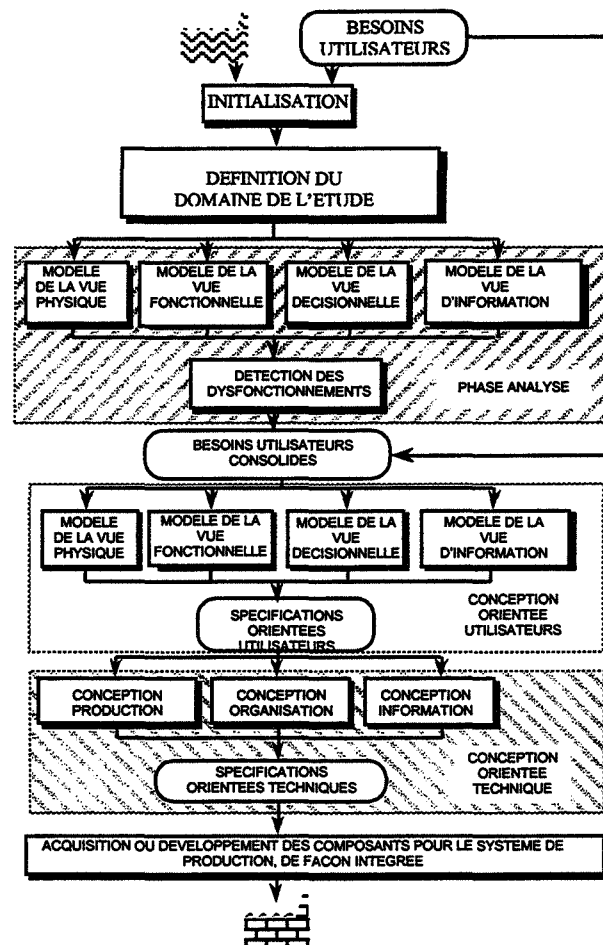 BESOINS
UTILISATEURS
INITIALISATION
DEFINITION DU
DOMAINE DE L'ETUDE
MODELE
DE LA VUE
PHYSIQUE
MODELE DE LA
VUE
FONCTIONNELLE
MODELE DE LA
VUE
DECISIONNELLE
MODELE DE LA
VUE
D'INFORMATION
DETECTION DES
DYSFONCTIONNEMENTS
PHASE ANALYSE
BESOINS UTILISATEURS
CONSOLIDES
MODELE
DE LA VUE
PHYSIQUE
MODELE DE LA
VUE
FONCTIONNELLE
MODELE DE LA
VUE
DECISIONNELLE
MODELE DE LA
VUE
D'INFORMATION
SPECIFICATIONS
ORIENTEES
UTILISATEURS
CONCEPTION
ORIENTEE
UTILISATEURS
CONCEPTION
PRODUCTION
CONCEPTION
ORGANISATION
CONCEPTION
INFORMATION
SPECIFICATIONS
ORIENTEES TECHNIQUES
CONCEPTION
ORIENTEE
TECHNIQUE
ACQUISITION OU DEVELOPPEMENT DES COMPOSANTS POUR LE SYSTEME DE
PRODUCTION, DE FAÇON INTEGREE